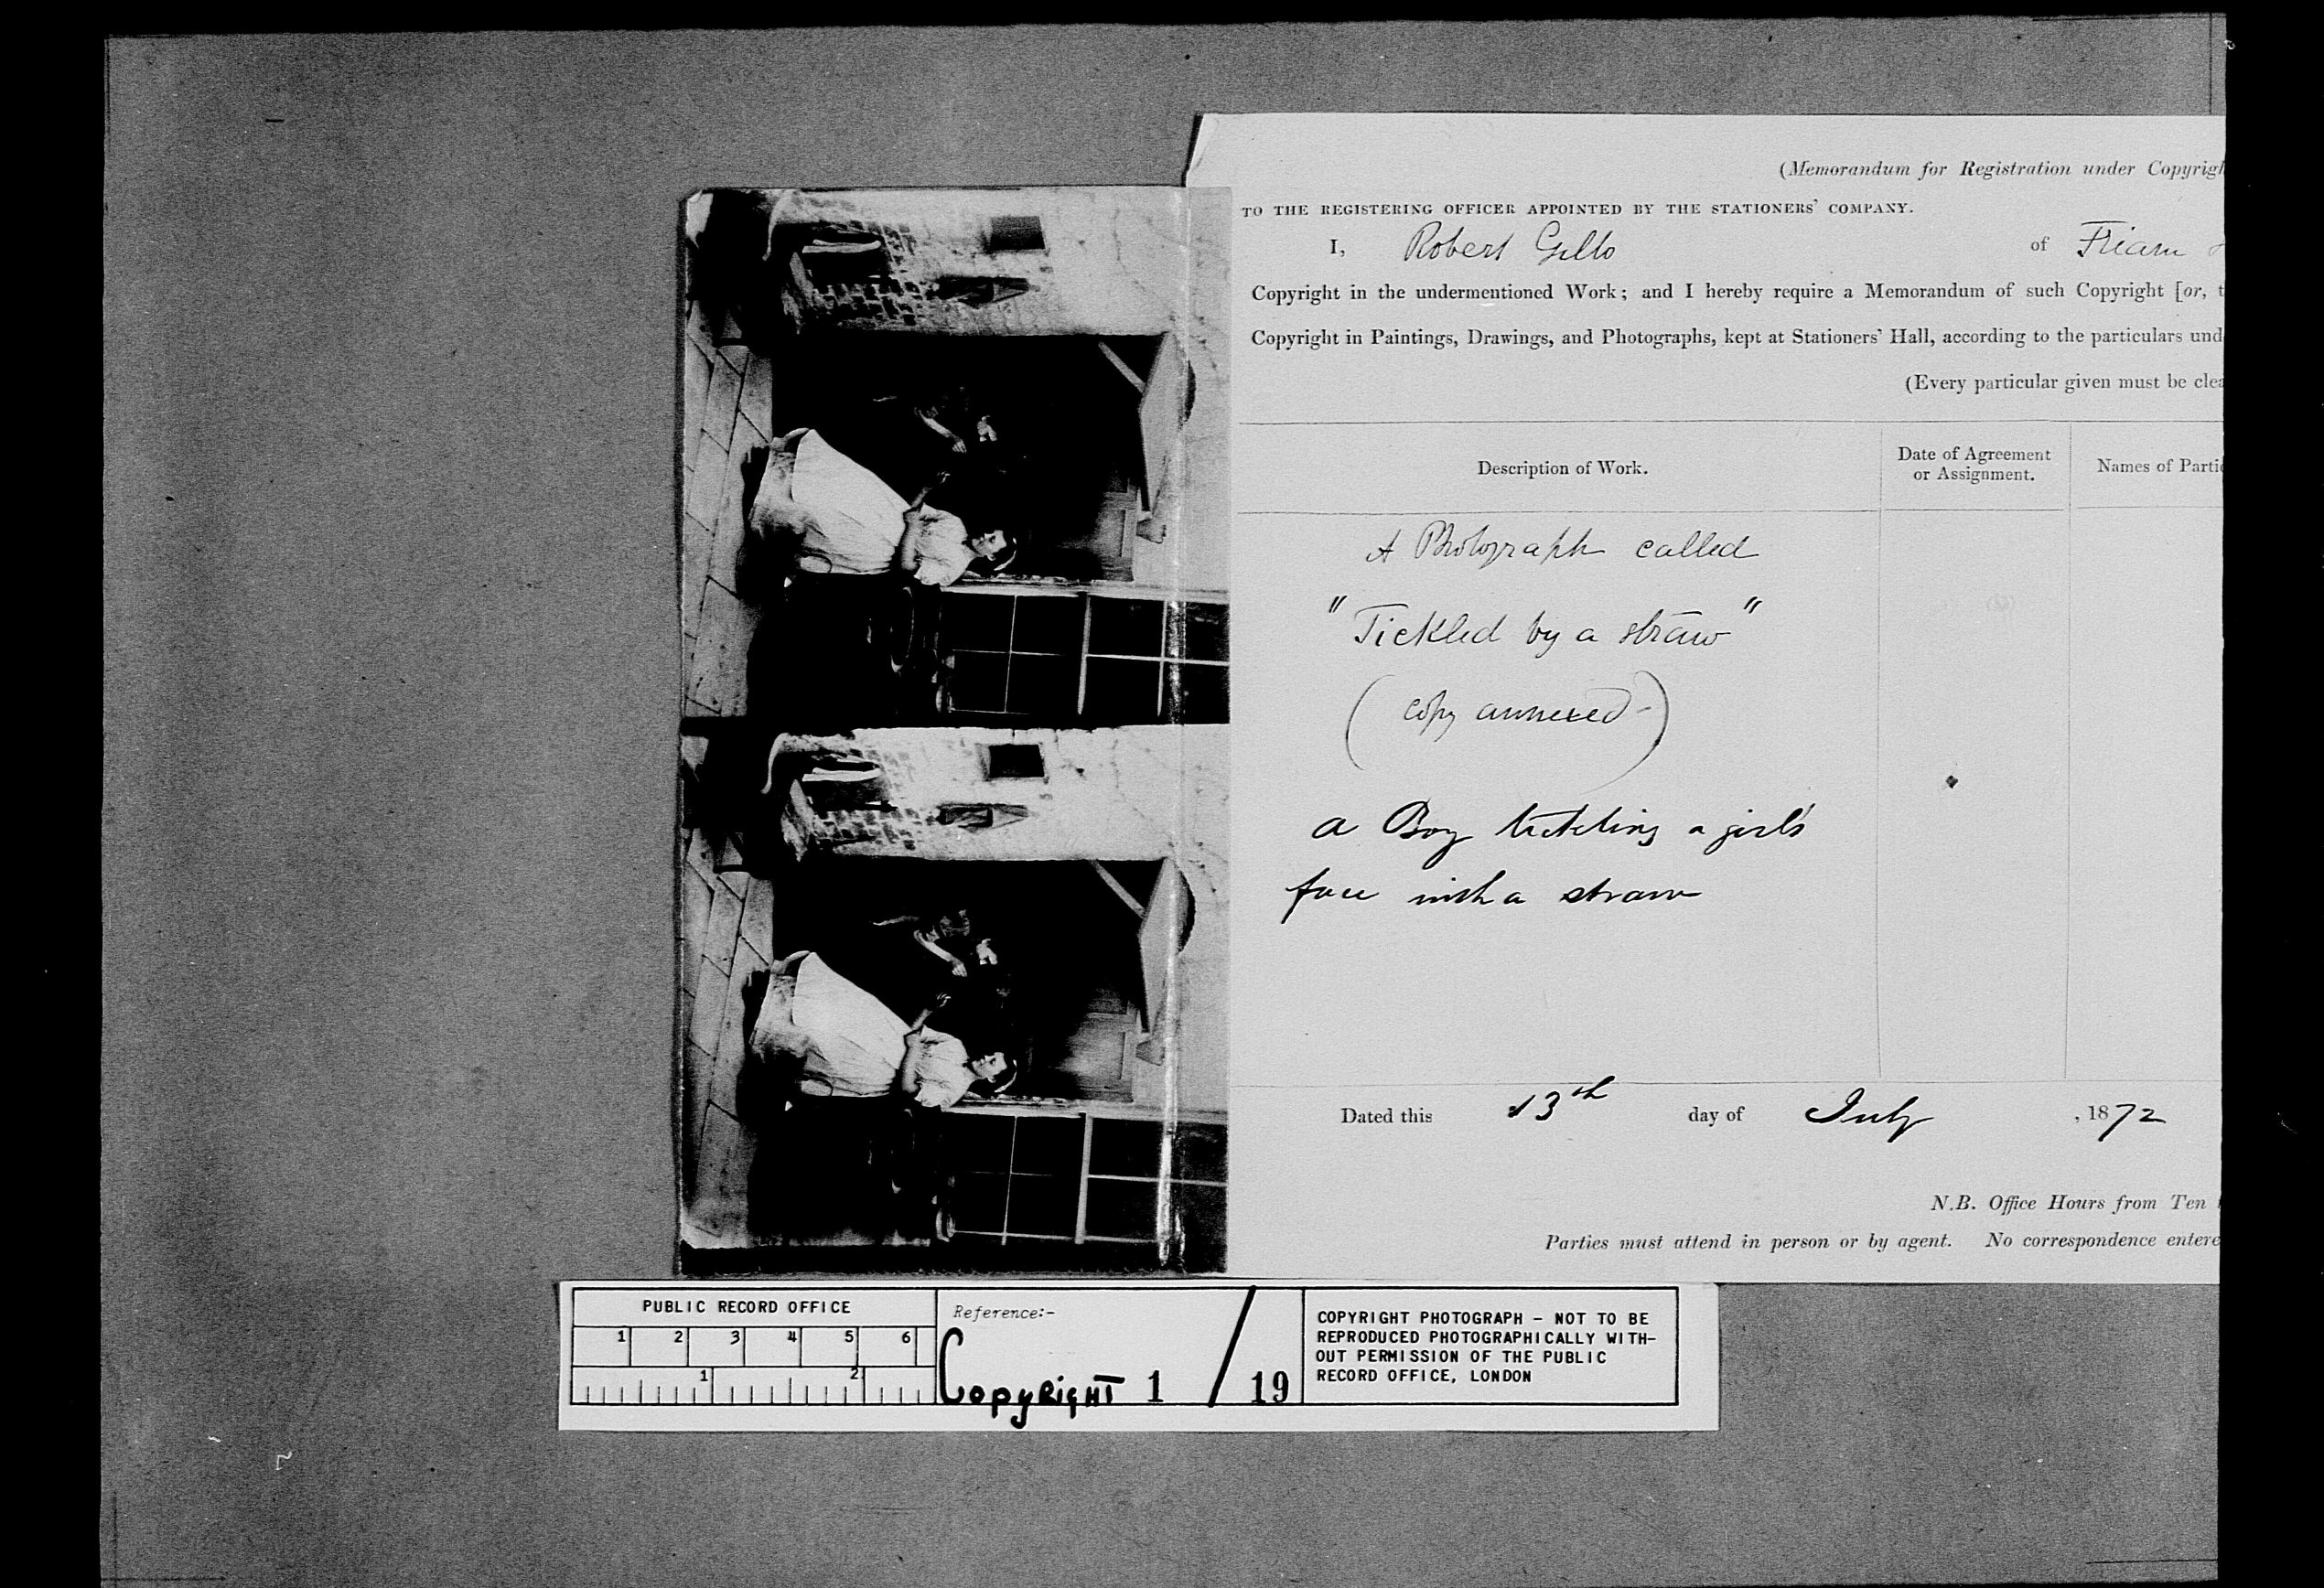 (Memorandum for Registration under Copyrigh
TO THE REGISTERING OFFICER APPOINTED BY THE STATIONERS' COMPANY.
I, Robert Gillo of Friarn
Copyright in the undermentioned Work; and I hereby require a Memorandum of such Copyright [or, t
Copyright in Paintings, Drawings, and Photographs, kept at Stationers' Hall, according to the particulars und
(Every particular given must be clea
Description of Work.
Date of Agreement
or Assignment.
Names of Partie
A Photograph called
"Tickled by a straw"
(copy annexed-)
a Boy tickling a girl's
face with a straw
Dated this 13th day of July, 1872
N.B. Office Hours from Ten
Parties must attend in person or by agent. No correspondence entere
PUBLIC RECORD OFFICE
1 2 3 4 5 6
1 2
Reference:-
COPYRIGHT 1 / 19
COPYRIGHT PHOTOGRAPH - NOT TO BE
REPRODUCED PHOTOGRAPHICALLY WITH-
OUT PERMISSION OF THE PUBLIC
RECORD OFFICE, LONDON